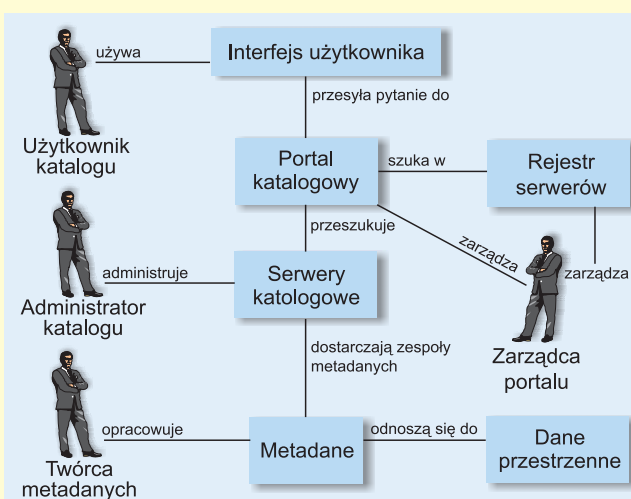 używa
Interfejs użytkownika
przesyła pytanie do
Użytkownik
katalogu
Portal
katalogowy
szuka w
Rejestr
serwerów
przeszukuje
zarządza
zarządza
administruje
Serwery
katologowe
Administrator
katalogu
dostarczają zespoły
metadanych
Zarządca
portalu
opracowuje
Metadane
odnoszą się do
Dane
przestrzenne
Twórca
metadanych